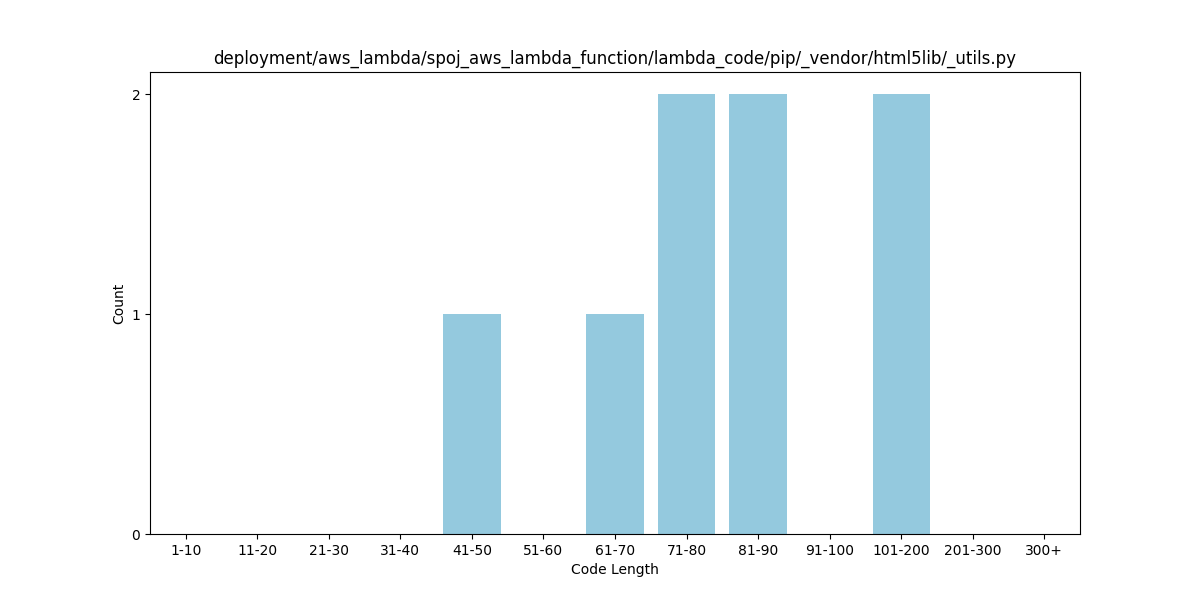 deployment/aws_lambda/spoj_aws_lambda_function/lambda_code/pip/_vendor/html5lib/_utils.py
2
1
0
Count
1-10 11-20 21-30 31-40 41-50 51-60 61-70 71-80 81-90 91-100 101-200 201-300 300+
Code Length